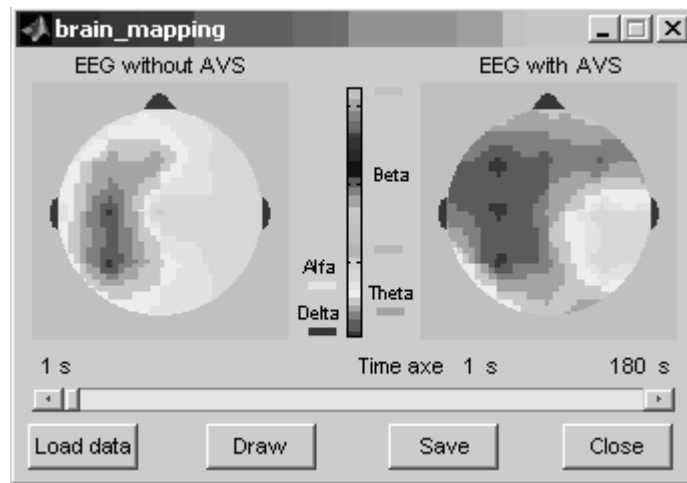 brain_mapping
EEG without AVS
EEG with AVS
Beta
Alfa
Theta
Delta
1 s
Time axe 1 s
180 s
Load data
Draw
Save
Close